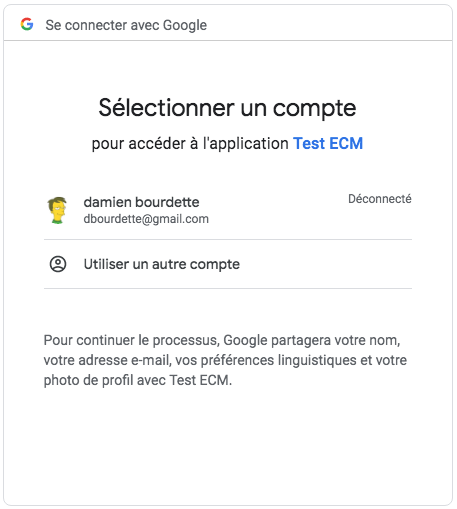 Se connecter avec Google
Sélectionner un compte
pour accéder à l'application Test ECM
damien bourdette
Déconnecté
dbourdette@gmail.com
Utiliser un autre compte
Pour continuer le processus, Google partagera votre nom,
votre adresse e-mail, vos préférences linguistiques et votre
photo de profil avec Test ECM.